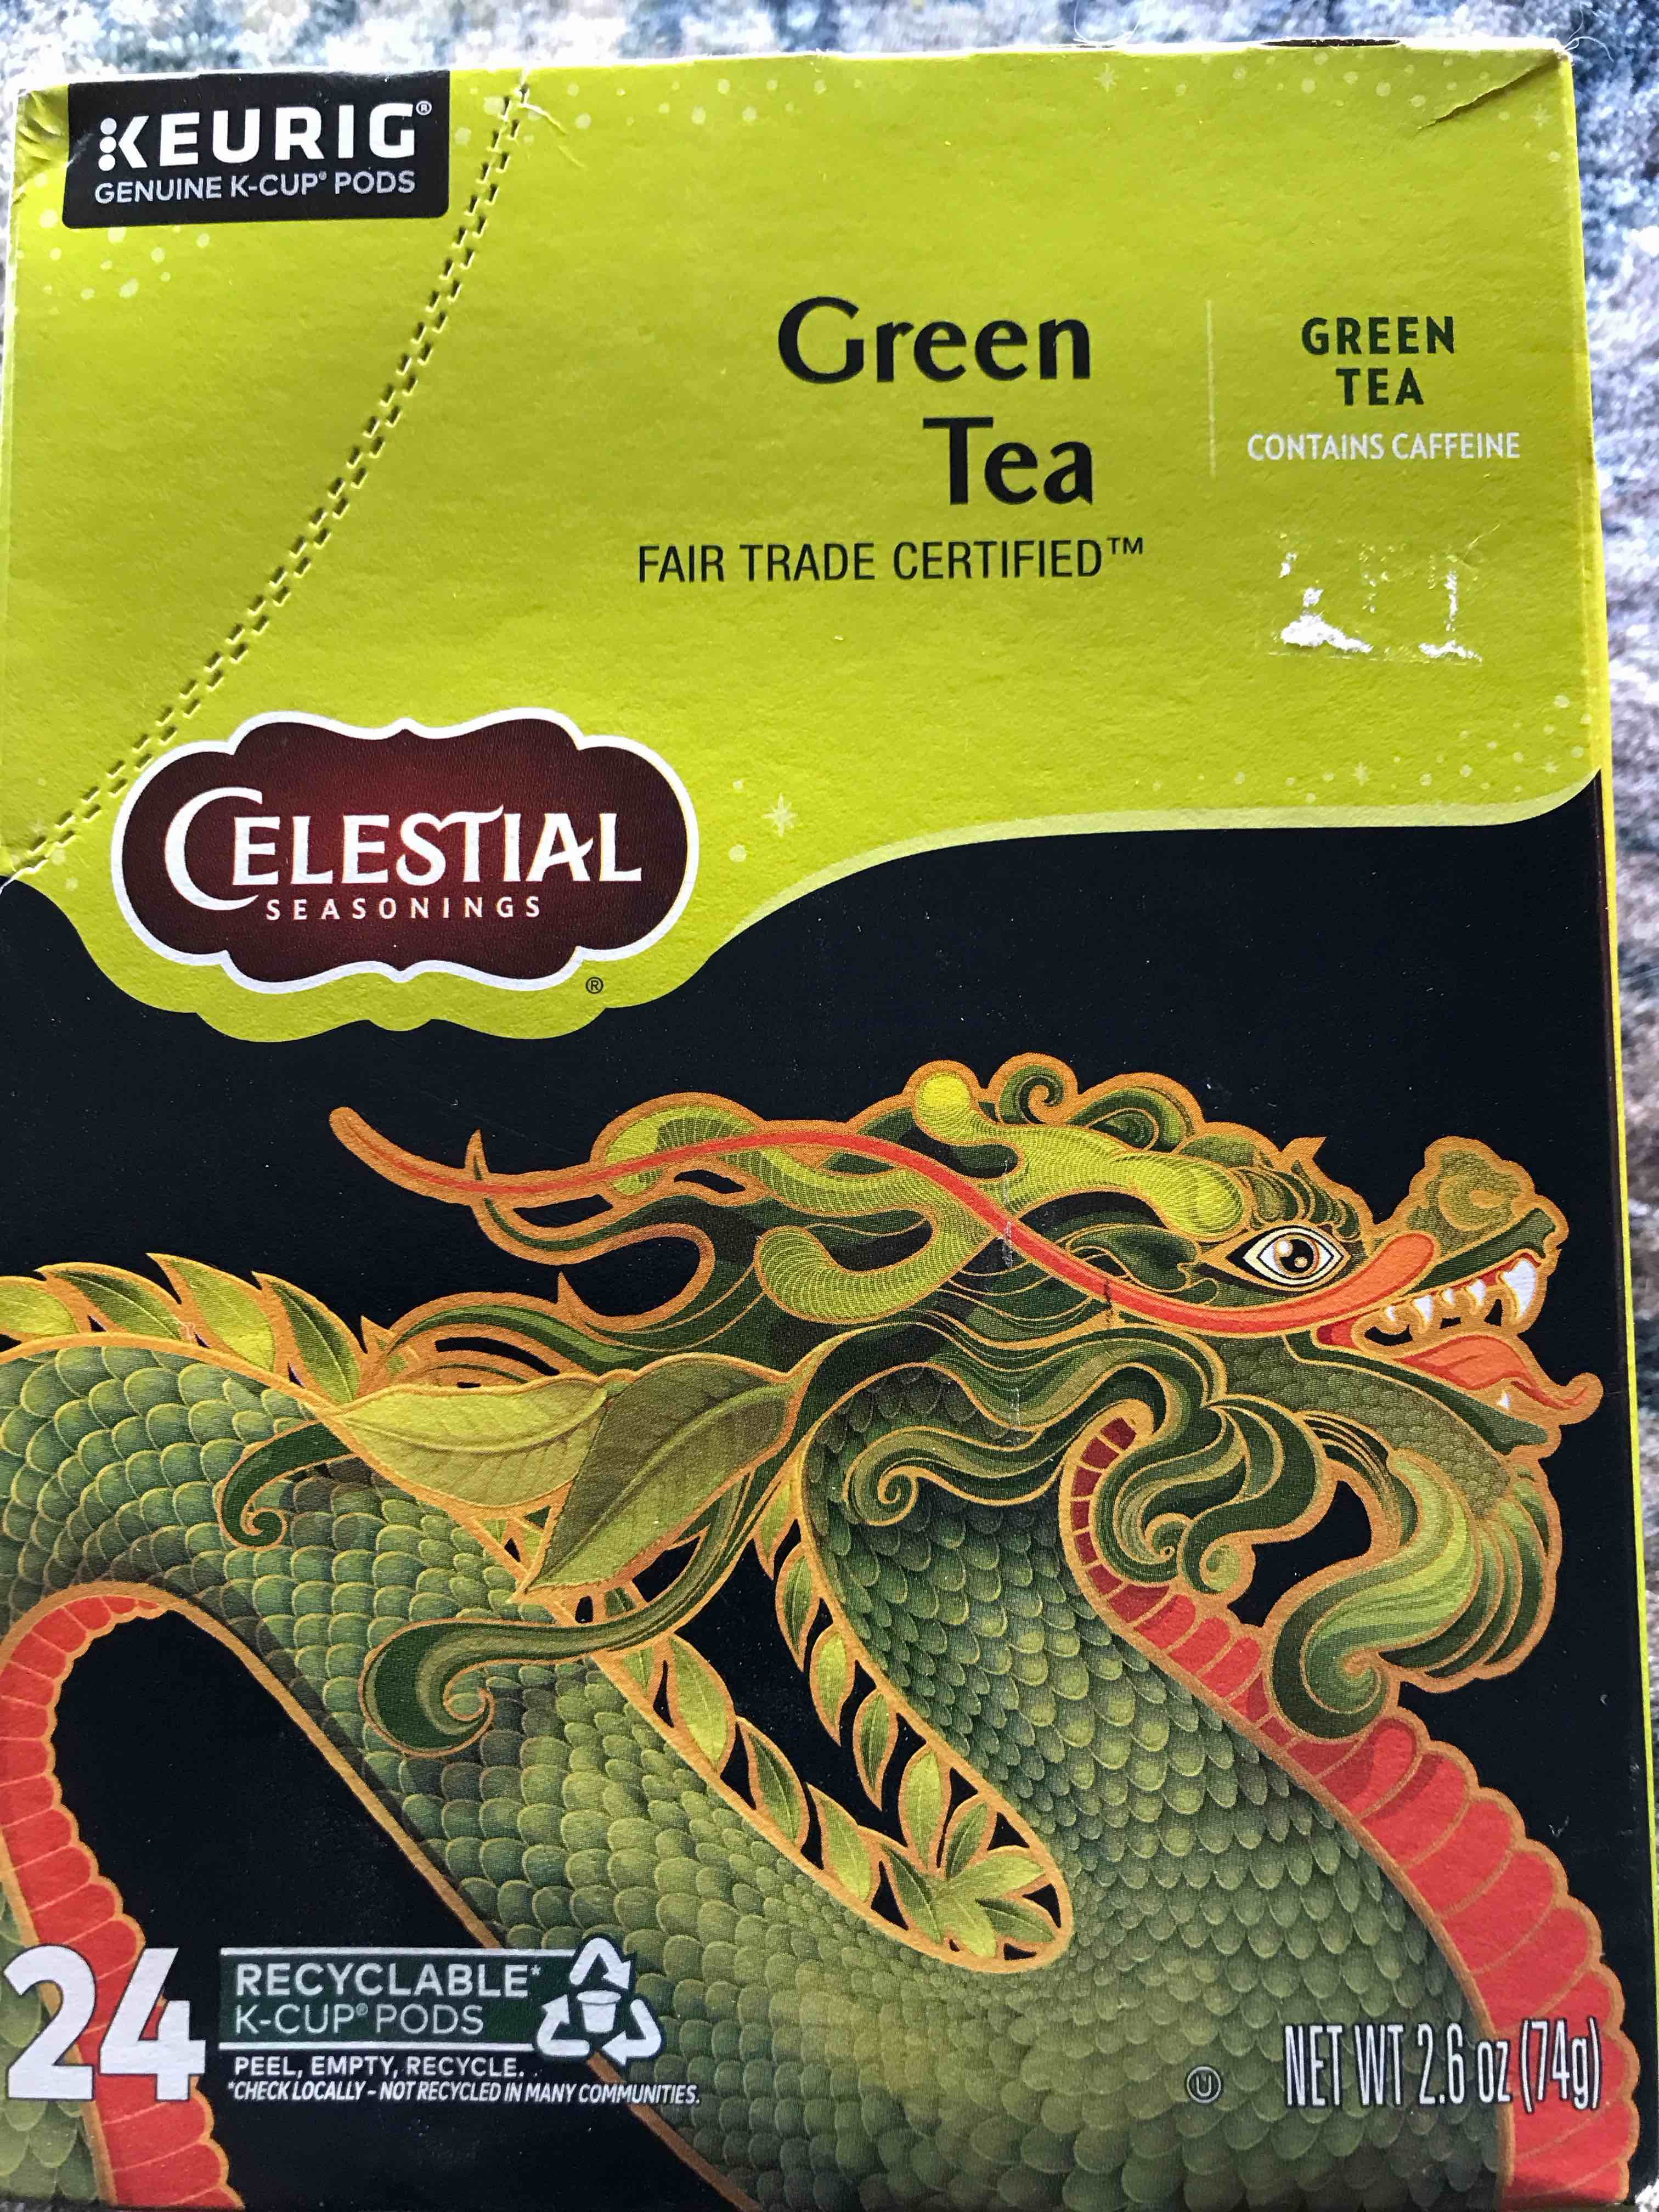 KEURIG®
GENUINE K-CUP® PODS
Green
Tea
FAIR TRADE CERTIFIED™
GREEN
TEA
CONTAINS CAFFEINE
CELESTIAL
SEASONINGS
®
24
RECYCLABLE*
K-CUP® PODS
PEEL, EMPTY, RECYCLE.
*CHECK LOCALLY – NOT RECYCLED IN MANY COMMUNITIES.
U
NET WT 2.6 oz (74g)